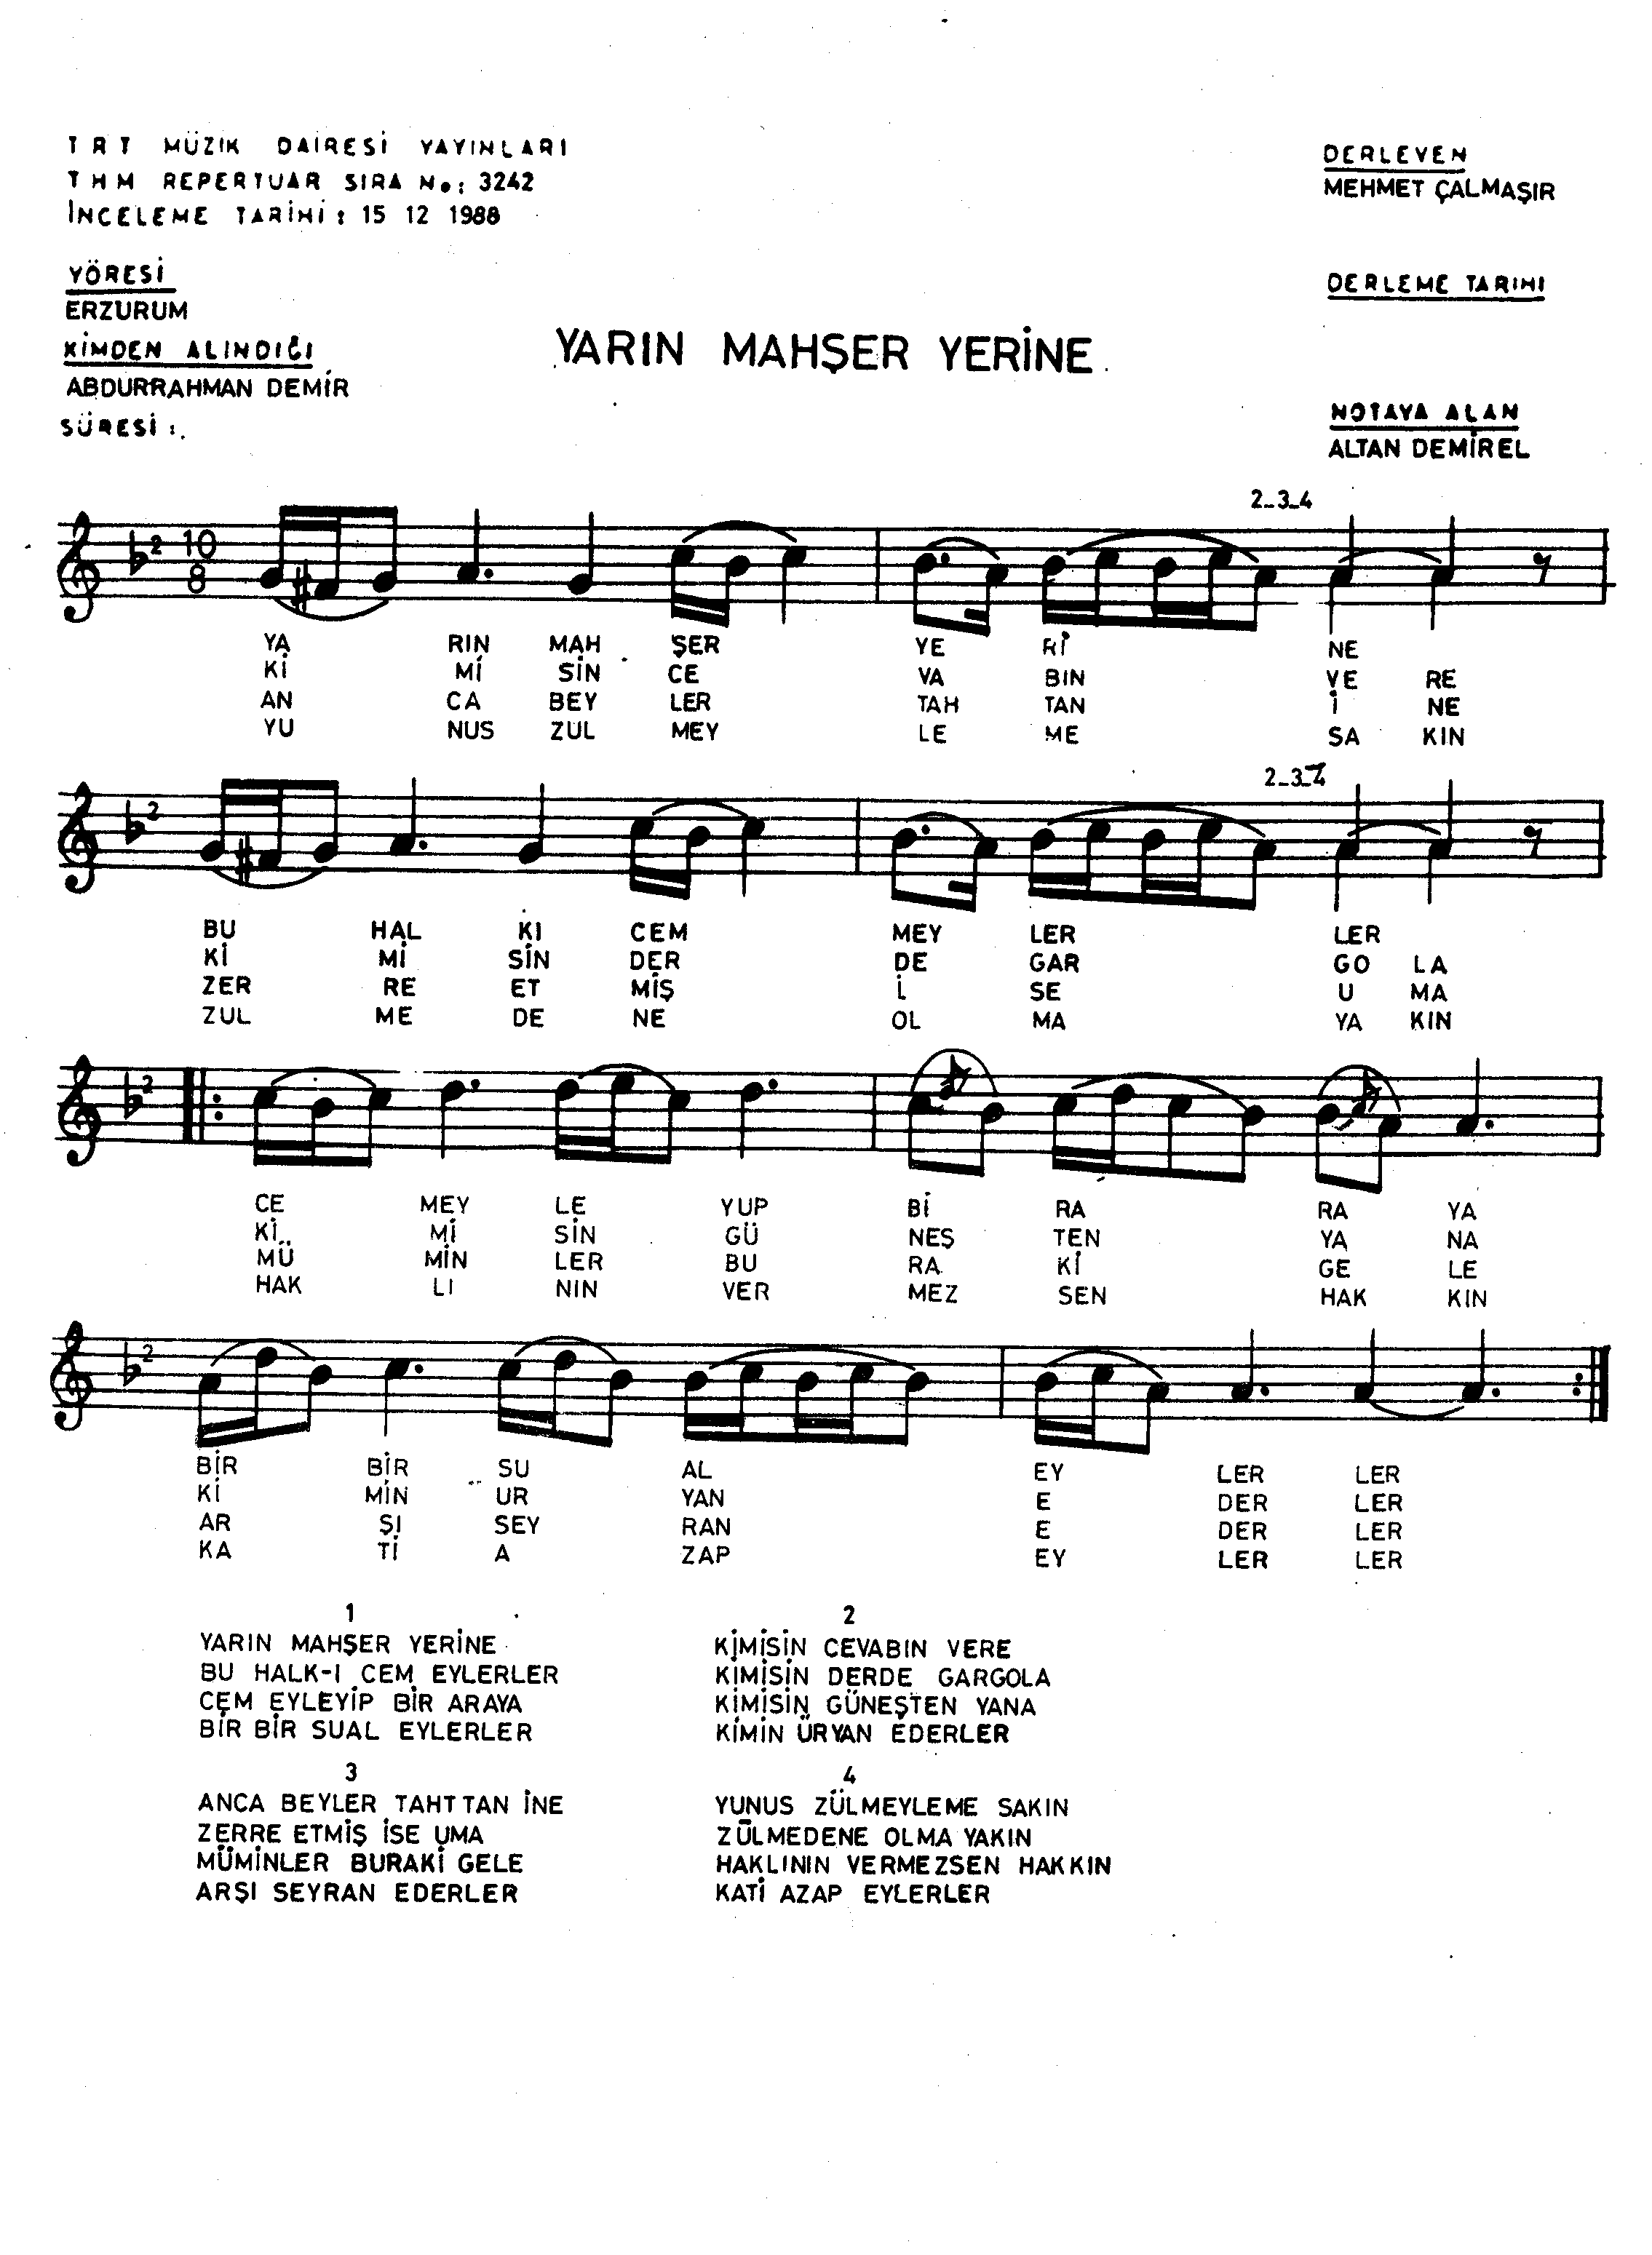 TRT MÜZİK DAİRESİ YAYINLARI
THM REPERTUAR SIRA No: 3242
İNCELEME TARİHİ: 15 12 1988
DERLEYEN
MEHMET ÇALMAŞIR
YÖRESİ
ERZURUM
DERLEME TARIHI
KİMDEN ALINDIĞI
ABDURRAHMAN DEMİR
YARIN MAHŞER YERİNE
SÜRESİ:
NOTAYA ALAN
ALTAN DEMİREL
2_3_4
2 10 8
YA RIN MAH ŞER YE Rİ NE
Kİ Mİ SİN CE VA BIN VE RE
AN CA BEY LER TAH TAN İ NE
YU NUS ZUL MEY LE ME SA KIN
2_3_4
2
BU HAL KI CEM MEY LER LER
Kİ Mİ SİN DER DE GAR GO LA
ZER RE ET MİŞ İ SE U MA
ZUL ME DE NE OL MA YA KIN
2
CE MEY LE YUP Bİ RA RA YA
Kİ Mİ SİN GÜ NEŞ TEN YA NA
MÜ MİN LER BU RA Kİ GE LE
HAK LI NIN VER MEZ SEN HAK KIN
2
BİR BİR SU AL EY LER LER
Kİ MİN ÜR YAN E DER LER
AR ŞI SEY RAN E DER LER
KA Tİ A ZAP EY LER LER
1
YARIN MAHŞER YERİNE
BU HALK-I CEM EYLERLER
CEM EYLEYİP BİR ARAYA
BİR BİR SUAL EYLERLER
2
KİMİSİN CEVABIN VERE
KİMİSİN DERDE GARGOLA
KİMİSİN GÜNEŞTEN YANA
KİMİN ÜRYAN EDERLER
3
ANCA BEYLER TAHTTAN İNE
ZERRE ETMİŞ İSE UMA
MÜMİNLER BURAKİ GELE
ARŞI SEYRAN EDERLER
4
YUNUS ZÜLMEYLEME SAKIN
ZÜLMEDENE OLMA YAKIN
HAKLININ VERMEZSEN HAKKIN
KATİ AZAP EYLERLER